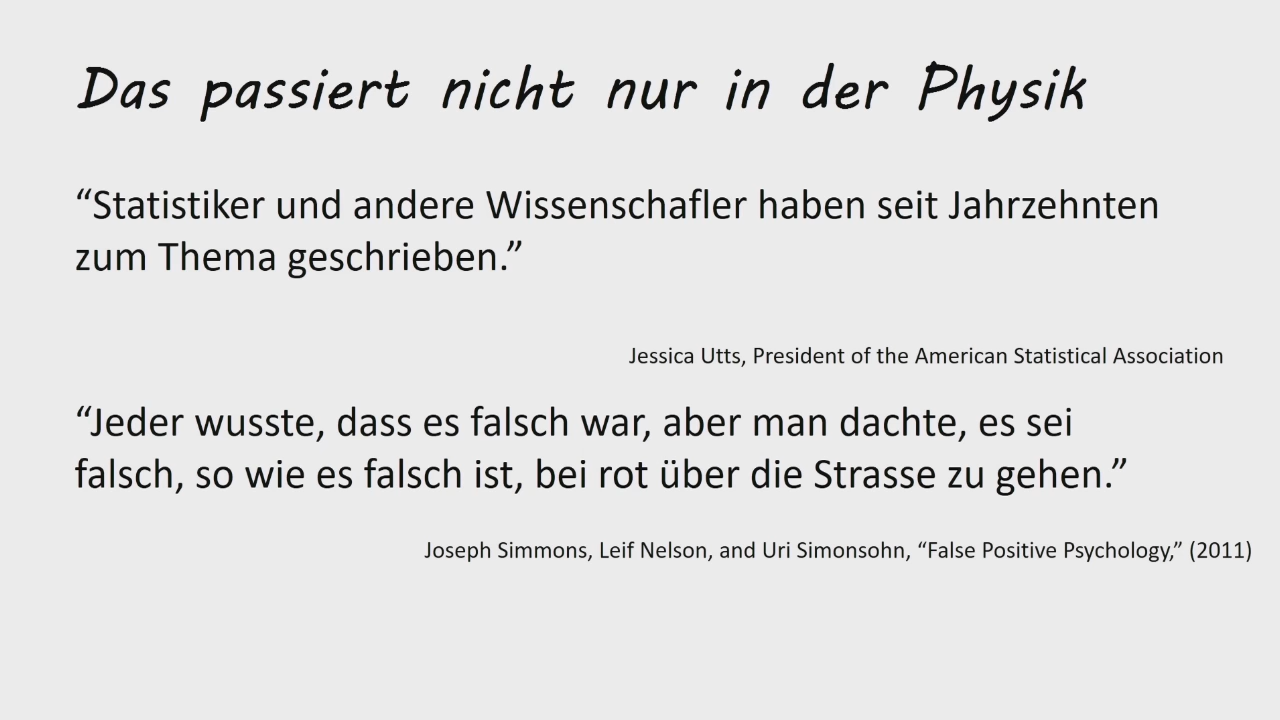 Das passiert nicht nur in der Physik
“Statistiker und andere Wissenschafler haben seit Jahrzehnten
zum Thema geschrieben.”
Jessica Utts, President of the American Statistical Association
“Jeder wusste, dass es falsch war, aber man dachte, es sei
falsch, so wie es falsch ist, bei rot über die Strasse zu gehen.”
Joseph Simmons, Leif Nelson, and Uri Simonsohn, “False Positive Psychology,” (2011)